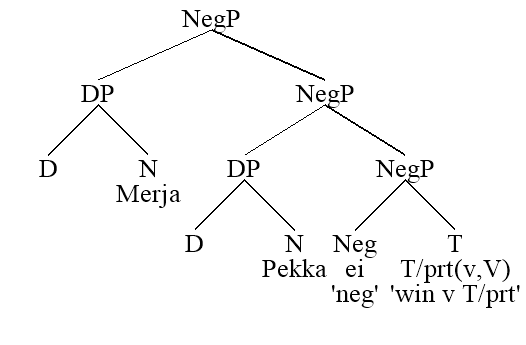 NegP
DP NegP
D N DP NegP
Merja
D N Neg T
Pekka ei T/prt(v,V)
'neg' 'win v T/prt'